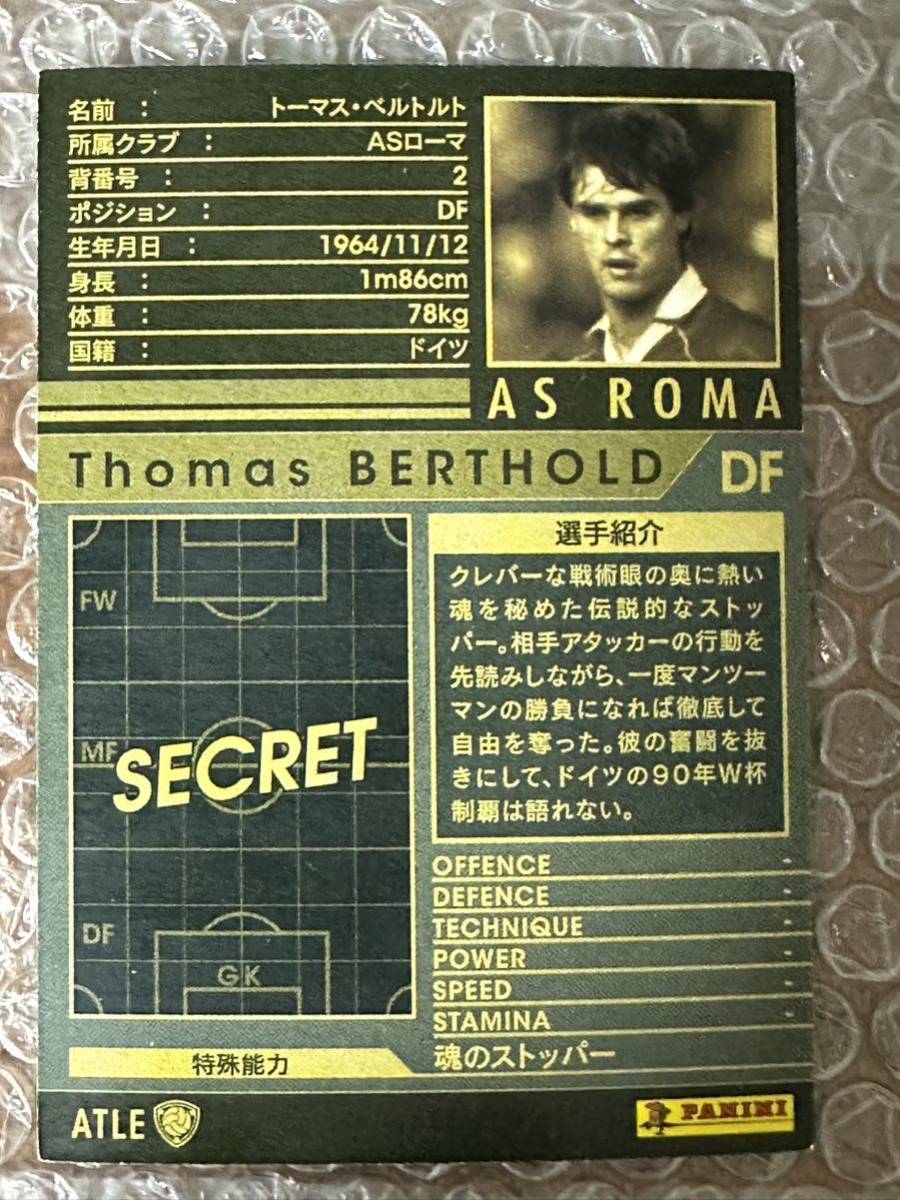 名前 : トーマス・ベルトルト
所属クラブ : ASローマ
背番号 : 2
ポジション : DF
生年月日 : 1964/11/12
身長 : 1m86cm
体重 : 78kg
国籍 : ドイツ
AS ROMA
Thomas BERTHOLD DF
FW
MF
SECRET
DF
GK
選手紹介
クレバーな戦術眼の奥に熱い
魂を秘めた伝説的なストッ
パー。相手アタッカーの行動を
先読みしながら、一度マンツー
マンの勝負になれば徹底して
自由を奪った。彼の奮闘を抜
きにして、ドイツの90年W杯
制覇は語れない。
OFFENCE -
DEFENCE -
TECHNIQUE -
POWER -
SPEED -
STAMINA -
特殊能力 魂のストッパー
ATLE
PANINI